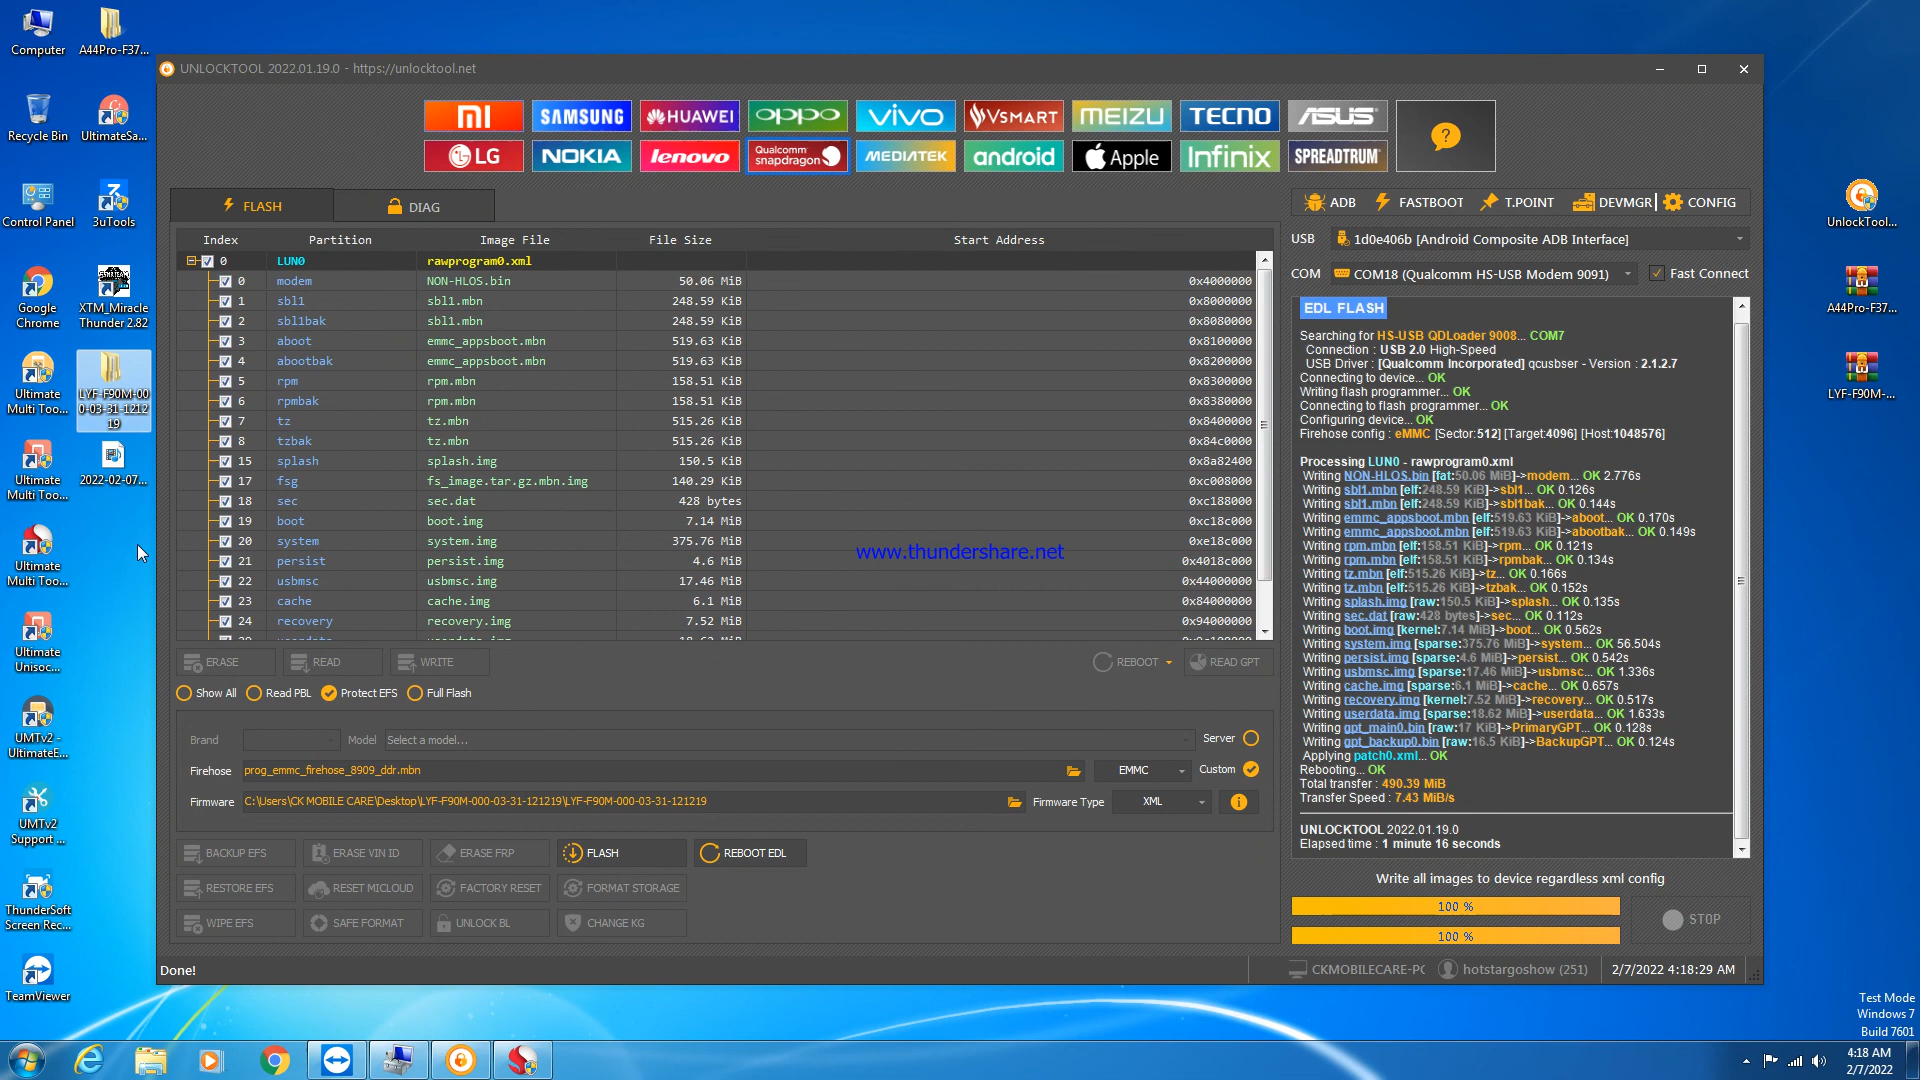 Computer
A44Pro-F37...
Recycle Bin
UltimateSa...
Control Panel
3uTools
Google
Chrome
XTM_Miracle
Thunder 2.82
Ultimate
Multi Too...
LYF-F90M-00
0-03-31-1212
19
Ultimate
Multi Too...
2022-02-07...
Ultimate
Multi Too...
Ultimate
Unisoc...
UMTv2 -
UltimateE...
UMTv2
Support ...
ThunderSoft
Screen Rec...
TeamViewer
UNLOCKTOOL 2022.01.19.0 - https://unlocktool.net
MI SAMSUNG HUAWEI oppo vivo VSMART MEIZU TECNO ASUS ?
LG NOKIA lenovo Qualcomm snapdragon MEDIATEK android Apple Infinix SPREADTRUM
FLASH DIAG
Index Partition Image File File Size Start Address
0 LUN0 rawprogram0.xml
0 modem NON-HLOS.bin 50.06 MiB 0x4000000
1 sbl1 sbl1.mbn 248.59 KiB 0x8000000
2 sbl1bak sbl1.mbn 248.59 KiB 0x8080000
3 aboot emmc_appsboot.mbn 519.63 KiB 0x8100000
4 abootbak emmc_appsboot.mbn 519.63 KiB 0x8200000
5 rpm rpm.mbn 158.51 KiB 0x8300000
6 rpmbak rpm.mbn 158.51 KiB 0x8380000
7 tz tz.mbn 515.26 KiB 0x8400000
8 tzbak tz.mbn 515.26 KiB 0x84c0000
15 splash splash.img 150.5 KiB 0x8a82400
17 fsg fs_image.tar.gz.mbn.img 140.29 KiB 0xc008000
18 sec sec.dat 428 bytes 0xc188000
19 boot boot.img 7.14 MiB 0xc18c000
20 system system.img 375.76 MiB 0xe18c000
21 persist persist.img 4.6 MiB 0x4018c000
22 usbmsc usbmsc.img 17.46 MiB 0x44000000
23 cache cache.img 6.1 MiB 0x84000000
24 recovery recovery.img 7.52 MiB 0x94000000
www.thundershare.net
ERASE READ WRITE REBOOT READ GPT
Show All Read PBL Protect EFS Full Flash
Brand Model Select a model... Server
Firehose prog_emmc_firehose_8909_ddr.mbn EMMC Custom
Firmware C:\Users\CK MOBILE CARE\Desktop\LYF-F90M-000-03-31-121219\LYF-F90M-000-03-31-121219 Firmware Type XML
BACKUP EFS ERASE VIN ID ERASE FRP FLASH REBOOT EDL
RESTORE EFS RESET MICLOUD FACTORY RESET FORMAT STORAGE
WIPE EFS SAFE FORMAT UNLOCK BL CHANGE KG
Done!
ADB FASTBOOT T.POINT DEVMGR CONFIG
USB 1d0e406b [Android Composite ADB Interface]
COM COM18 (Qualcomm HS-USB Modem 9091) Fast Connect
EDL FLASH
Searching for HS-USB QDLoader 9008... COM7
Connection : USB 2.0 High-Speed
USB Driver : [Qualcomm Incorporated] qcusbser - Version : 2.1.2.7
Connecting to device... OK
Writing flash programmer... OK
Connecting to flash programmer... OK
Configuring device... OK
Firehose config : eMMC [Sector:512] [Target:4096] [Host:1048576]
Processing LUN0 - rawprogram0.xml
Writing NON-HLOS.bin [fat:50.06 MiB]->modem... OK 2.776s
Writing sbl1.mbn [elf:248.59 KiB]->sbl1... OK 0.126s
Writing sbl1.mbn [elf:248.59 KiB]->sbl1bak... OK 0.144s
Writing emmc_appsboot.mbn [elf:519.63 KiB]->aboot... OK 0.170s
Writing emmc_appsboot.mbn [elf:519.63 KiB]->abootbak... OK 0.149s
Writing rpm.mbn [elf:158.51 KiB]->rpm... OK 0.121s
Writing rpm.mbn [elf:158.51 KiB]->rpmbak... OK 0.134s
Writing tz.mbn [elf:515.26 KiB]->tz... OK 0.166s
Writing tz.mbn [elf:515.26 KiB]->tzbak... OK 0.152s
Writing splash.img [raw:150.5 KiB]->splash... OK 0.135s
Writing sec.dat [raw:428 bytes]->sec... OK 0.112s
Writing boot.img [kernel:7.14 MiB]->boot... OK 0.562s
Writing system.img [sparse:375.76 MiB]->system... OK 56.504s
Writing persist.img [sparse:4.6 MiB]->persist... OK 0.542s
Writing usbmsc.img [sparse:17.46 MiB]->usbmsc... OK 1.336s
Writing cache.img [sparse:6.1 MiB]->cache... OK 0.657s
Writing recovery.img [kernel:7.52 MiB]->recovery... OK 0.517s
Writing userdata.img [sparse:18.62 MiB]->userdata... OK 1.633s
Writing gpt_main0.bin [raw:17 KiB]->PrimaryGPT... OK 0.128s
Writing gpt_backup0.bin [raw:16.5 KiB]->BackupGPT... OK 0.124s
Applying patch0.xml... OK
Rebooting... OK
Total transfer : 490.39 MiB
Transfer Speed : 7.43 MiB/s
UNLOCKTOOL 2022.01.19.0
Elapsed time : 1 minute 16 seconds
Write all images to device regardless xml config
100 %
100 %
STOP
CKMOBILECARE-PC hotstargoshow (251) 2/7/2022 4:18:29 AM
UnlockTool...
A44Pro-F37...
LYF-F90M-...
Test Mode
Windows 7
Build 7601
4:18 AM
2/7/2022